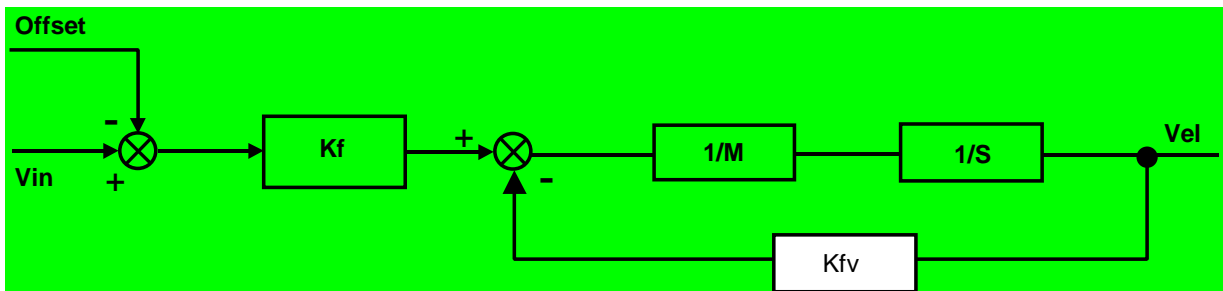 Offset
-
Kf
+
1/M
1/S
Vel
Vin
+
-
Kfv